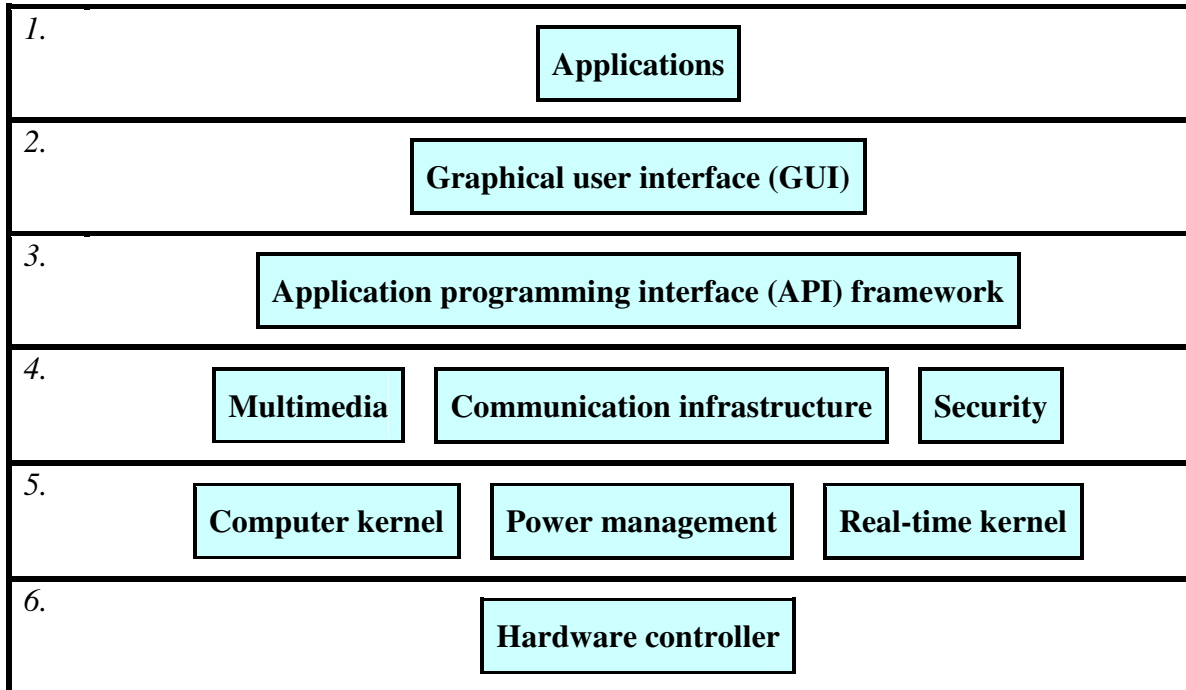 1.
Applications
2.
Graphical user interface (GUI)
3.
Application programming interface (API) framework
4.
Multimedia Communication infrastructure Security
5.
Computer kernel Power management Real-time kernel
6.
Hardware controller